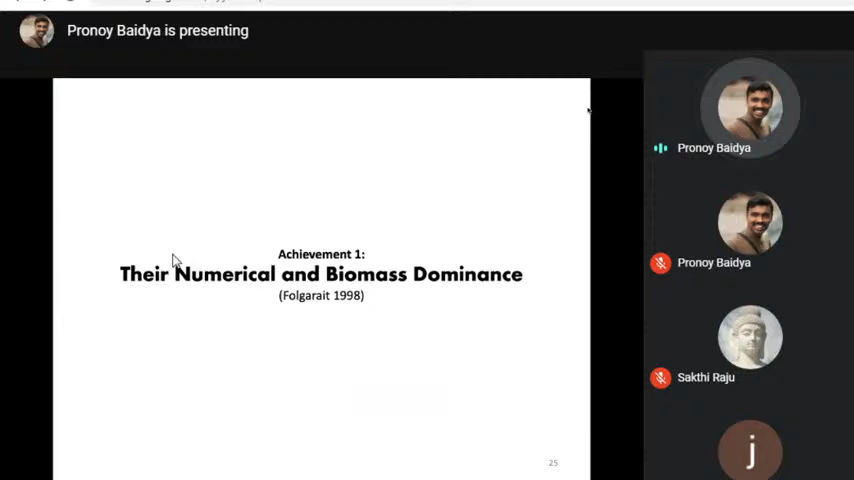 Pronoy Baidya is presenting
Achievement 1:
Their Numerical and Biomass Dominance
(Folgarait 1998)
25
Pronoy Baidya
Pronoy Baidya
Sakthi Raju
j